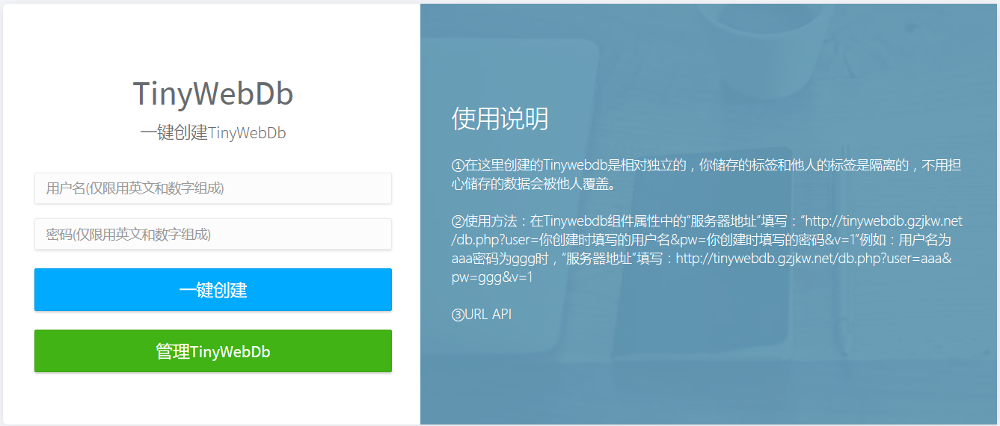 TinyWebDb
一键创建TinyWebDb
用户名(仅限用英文和数字组成)
密码(仅限用英文和数字组成)
一键创建
管理TinyWebDb
使用说明
①在这里创建的Tinywebdb是相对独立的，你储存的标签和他人的标签是隔离的，不用担
心储存的数据会被他人覆盖。
②使用方法：在Tinywebdb组件属性中的“服务器地址”填写：“http://tinywebdb.gzjkw.net
/db.php?user=你创建时填写的用户名&pw=你创建时填写的密码&v=1”例如：用户名为
aaa密码为ggg时，“服务器地址”填写：http://tinywebdb.gzjkw.net/db.php?user=aaa&
pw=ggg&v=1
③URL API